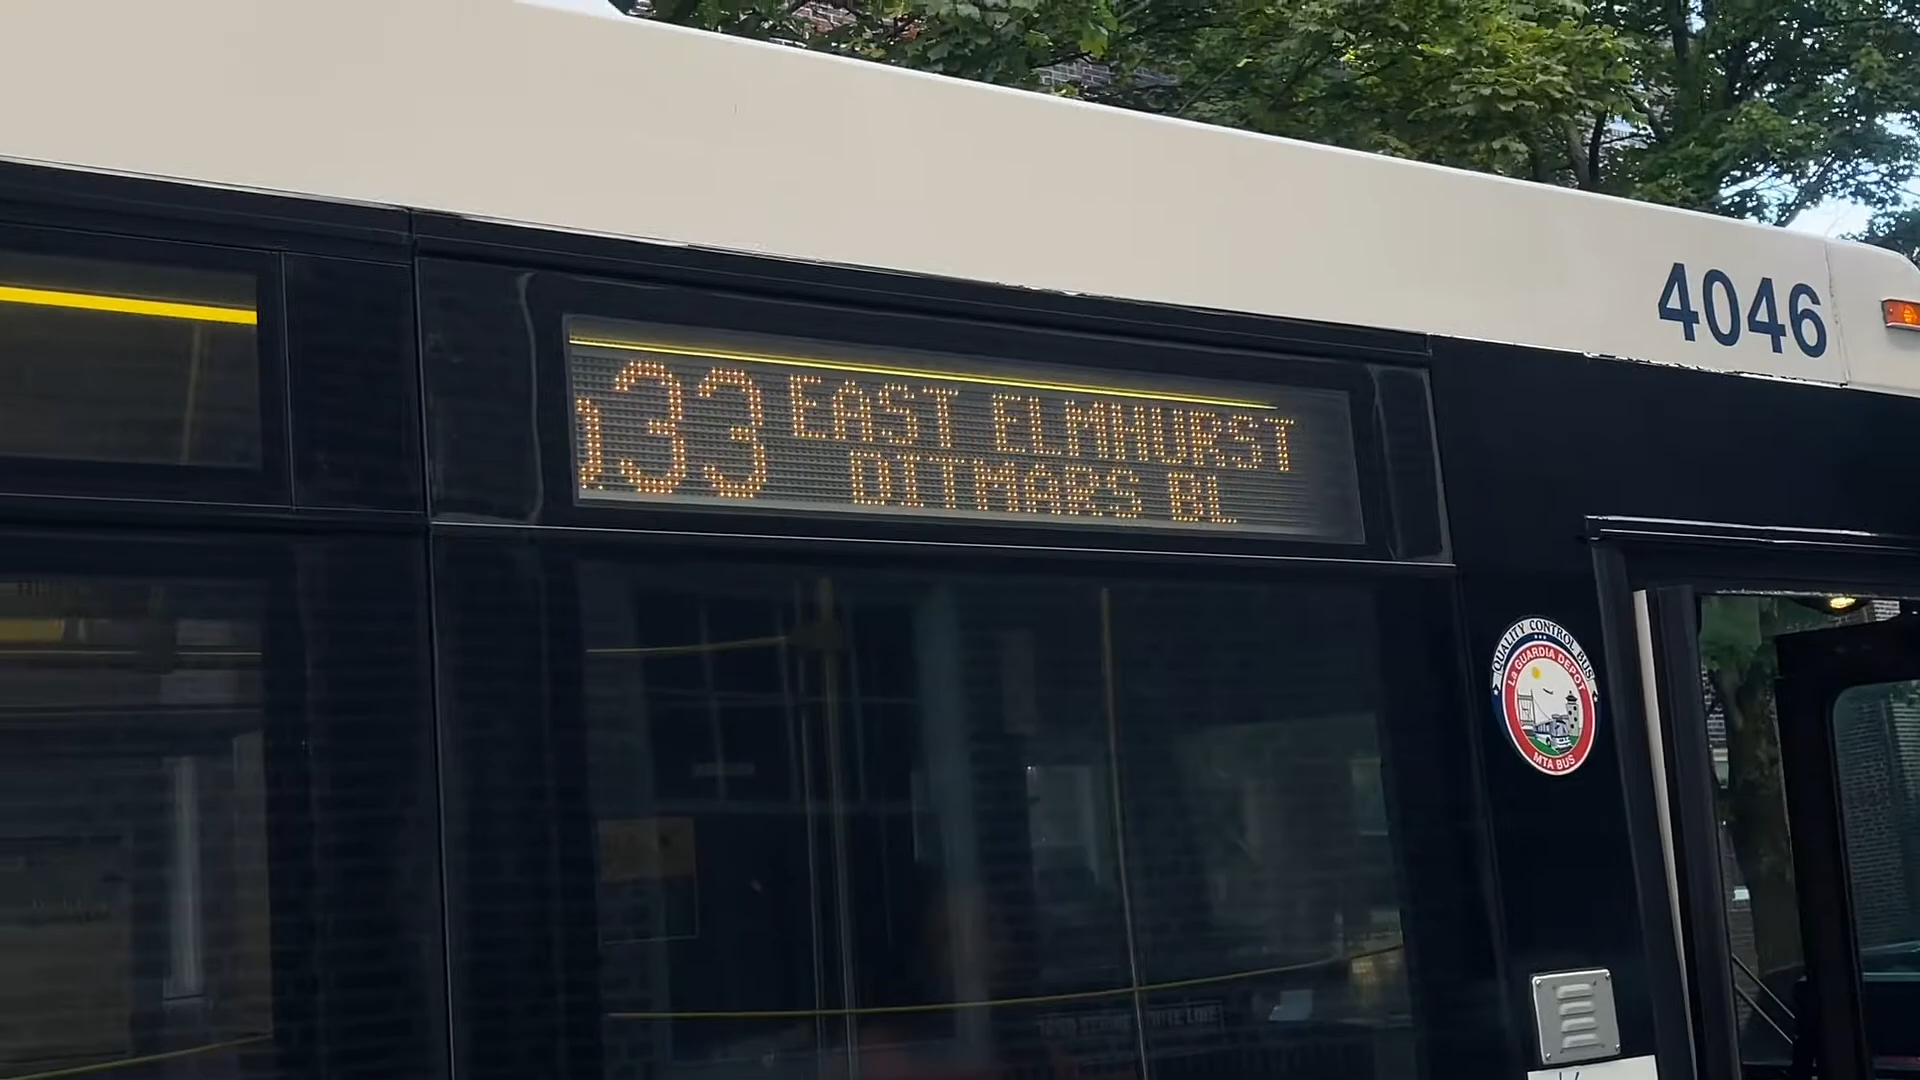 4046
33 EAST ELMHURST
DITMARS BL
QUALITY CONTROL BUS
La GUARDIA DEPOT
MTA BUS